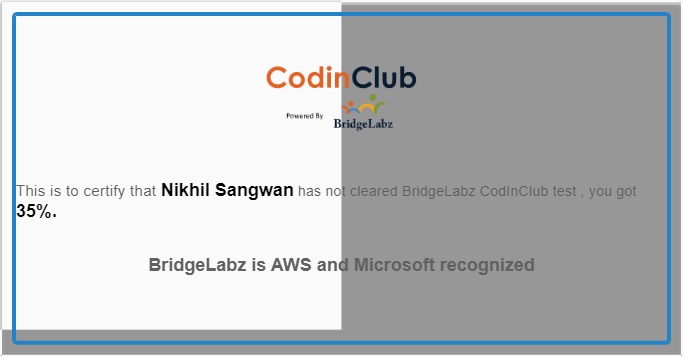 CodinClub
Powered By
BridgeLabz
This is to certify that Nikhil Sangwan has not cleared BridgeLabz CodInClub test , you got
35%.
BridgeLabz is AWS and Microsoft recognized